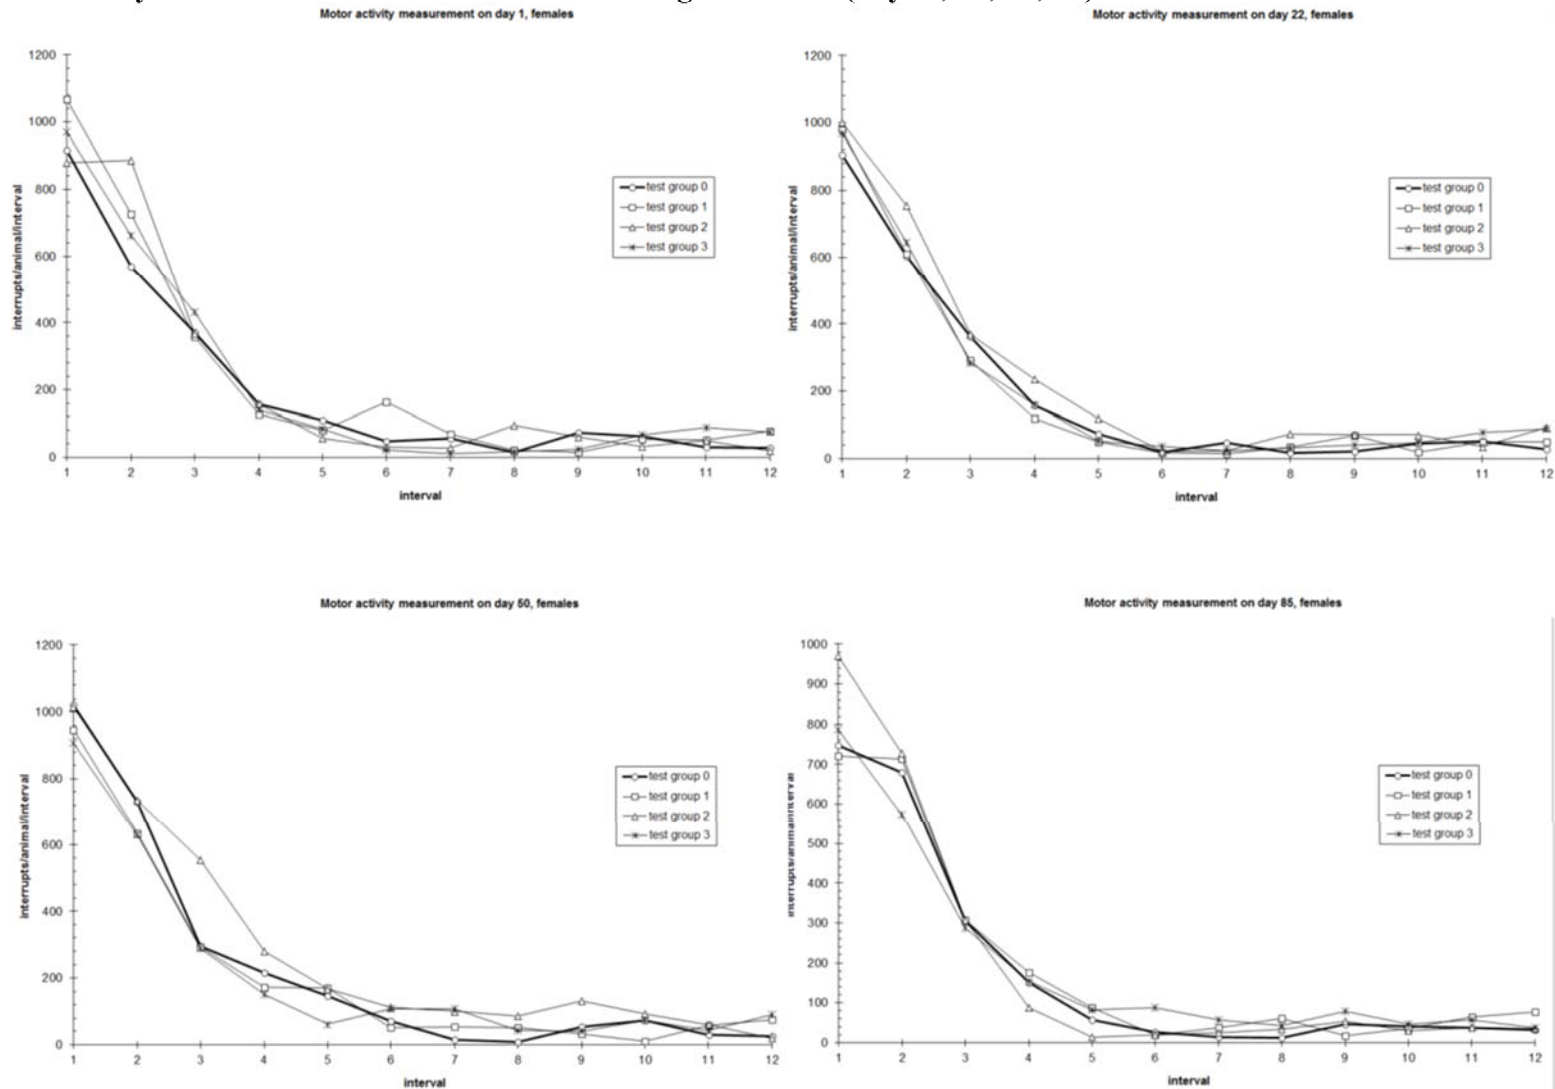 Motor activity measurement on day 1, females
1200
1000
800
600
400
200
0
interrupts/animal/interval
test group 0
test group 1
test group 2
test group 3
1 2 3 4 5 6 7 8 9 10 11 12
interval
Motor activity measurement on day 22, females
1200
1000
800
600
400
200
0
interrupts/animal/interval
test group 0
test group 1
test group 2
test group 3
1 2 3 4 5 6 7 8 9 10 11 12
interval
Motor activity measurement on day 50, females
1200
1000
800
600
400
200
0
interrupts/animal/interval
test group 0
test group 1
test group 2
test group 3
1 2 3 4 5 6 7 8 9 10 11 12
interval
Motor activity measurement on day 85, females
1000
900
800
700
600
500
400
300
200
100
0
interrupts/animal/interval
test group 0
test group 1
test group 2
test group 3
1 2 3 4 5 6 7 8 9 10 11 12
interval